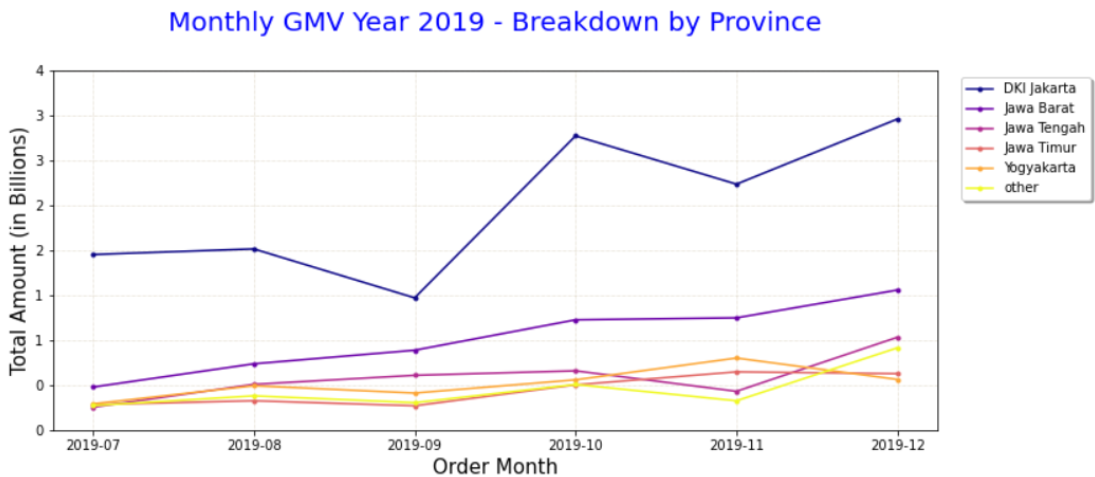 Monthly GMV Year 2019 - Breakdown by Province
Total Amount (in Billions)
4
3
3
2
2
1
1
0
0
2019-07
2019-08
2019-09
2019-10
2019-11
2019-12
Order Month
DKI Jakarta
Jawa Barat
Jawa Tengah
Jawa Timur
Yogyakarta
other